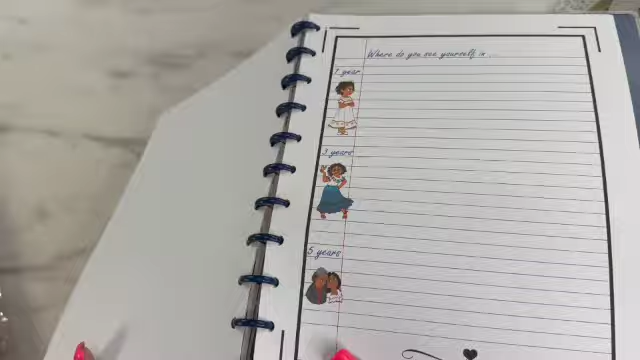 Where do you see yourself in...
1 year
3 years
5 years